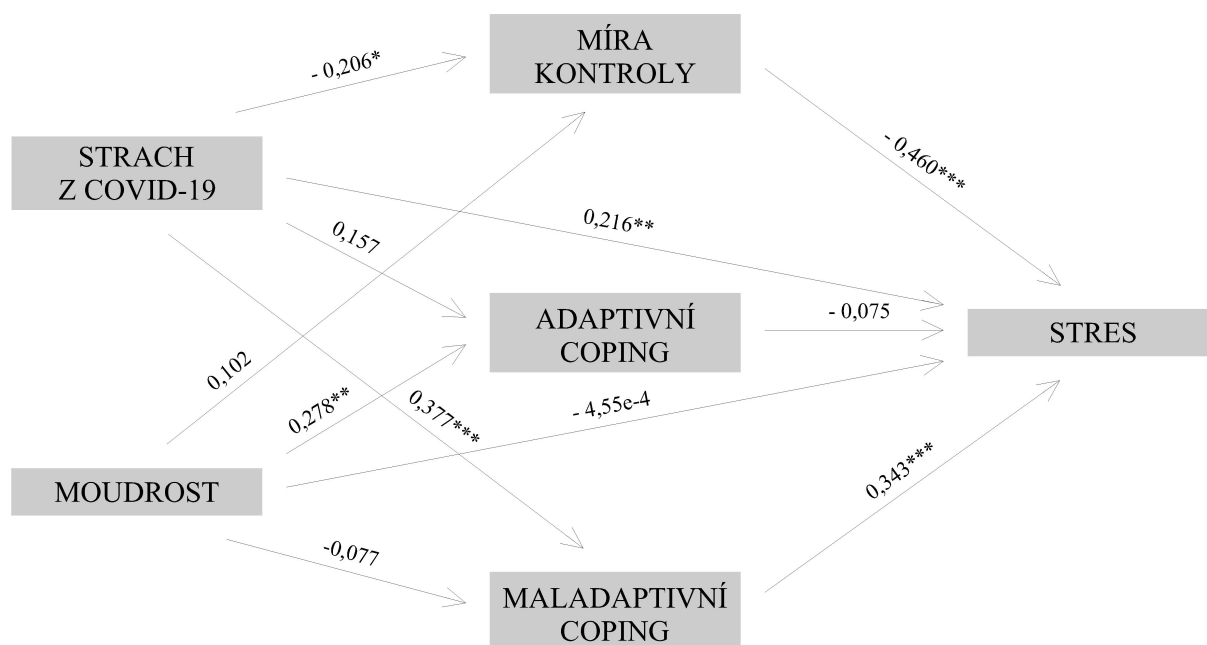 MÍRA
KONTROLY
- 0,206*
STRACH
Z COVID-19
- 0,460***
0,216**
0,157
ADAPTIVNÍ
COPING
- 0,075
STRES
0,102
0,278**
0,377***
- 4,55e-4
MOUDROST
0,343***
-0,077
MALADAPTIVNÍ
COPING